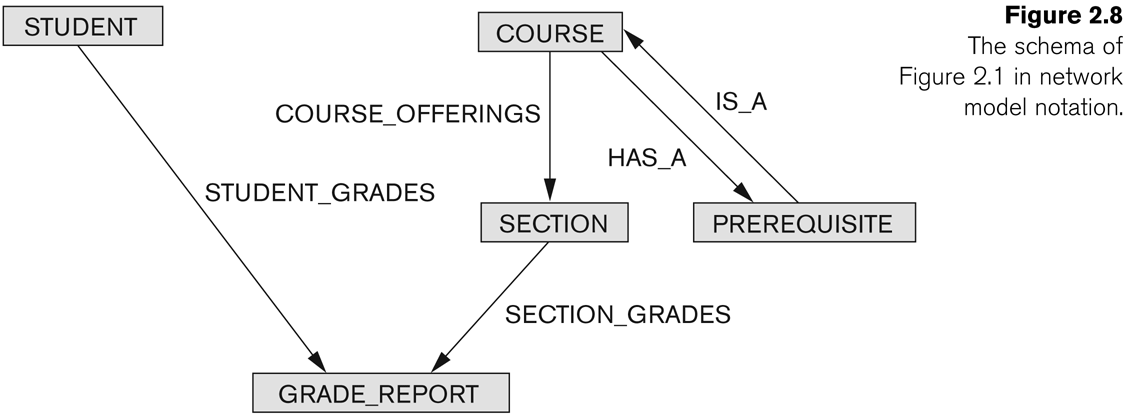 STUDENT
COURSE
Figure 2.8
The schema of
Figure 2.1 in network
model notation.
COURSE_OFFERINGS
IS_A
HAS_A
STUDENT_GRADES
SECTION
PREREQUISITE
SECTION_GRADES
GRADE_REPORT